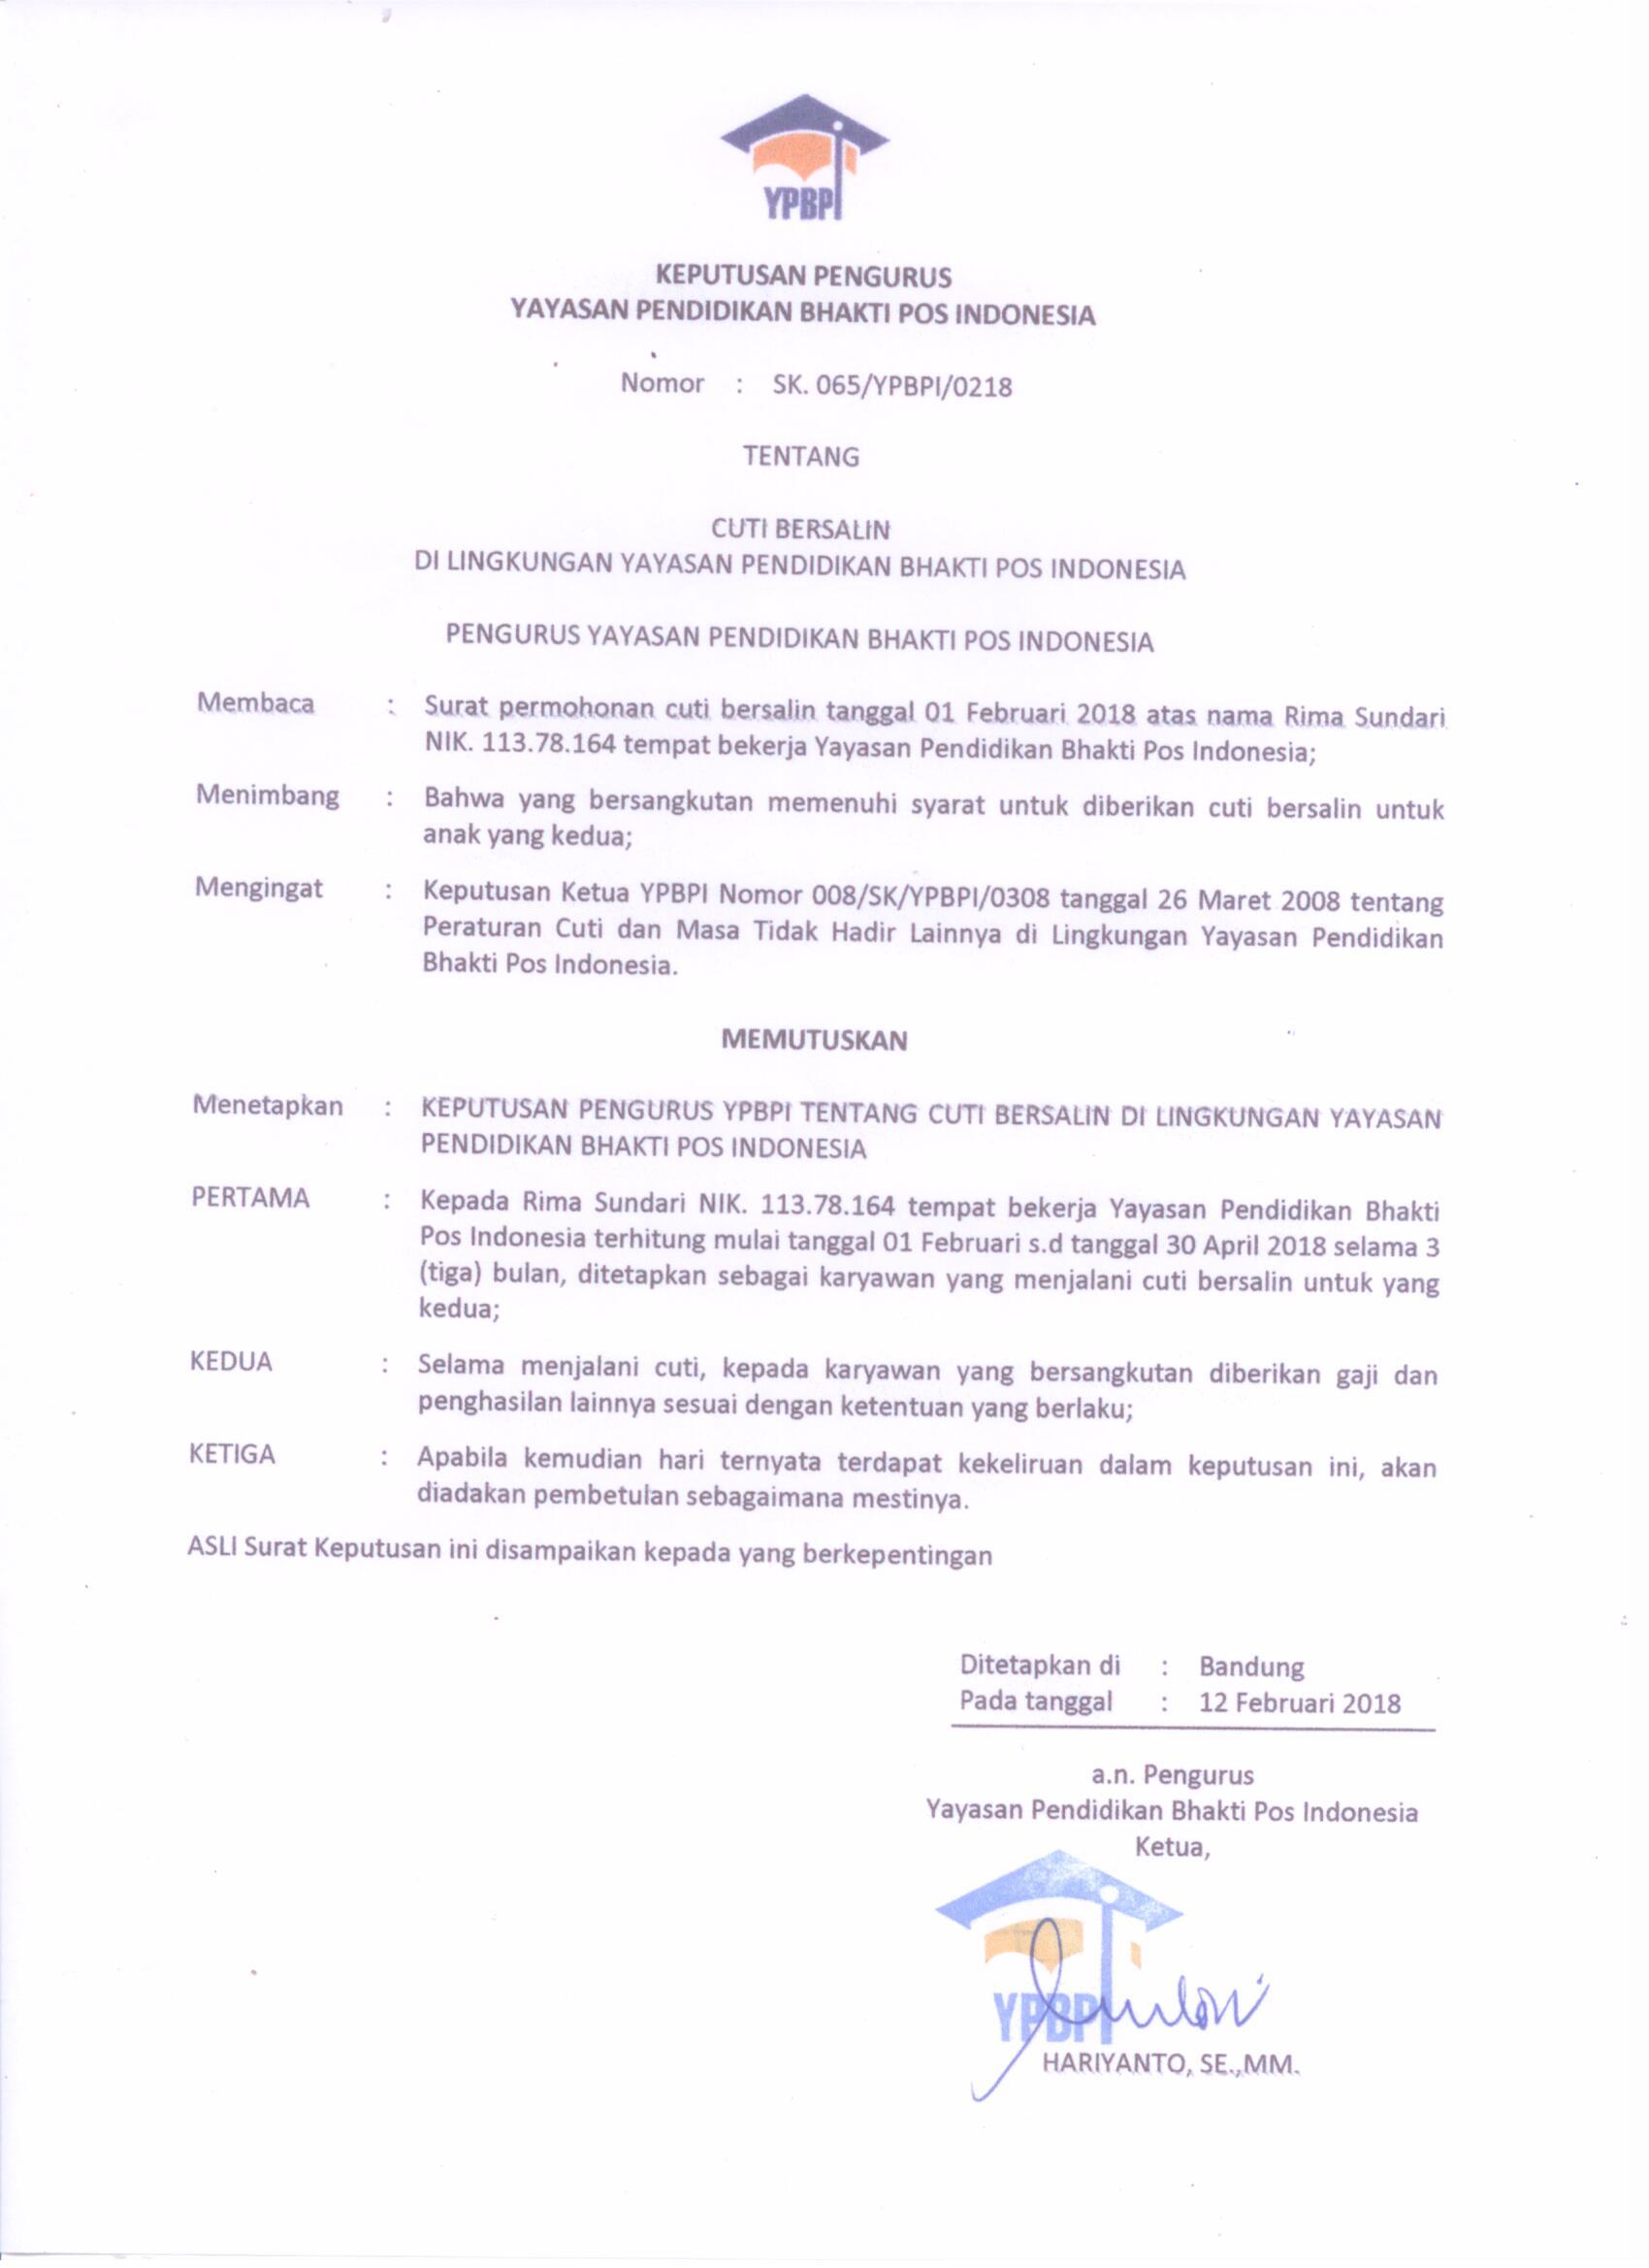 YPBPI
KEPUTUSAN PENGURUS
YAYASAN PENDIDIKAN BHAKTI POS INDONESIA
Nomor : SK. 065/YPBPI/0218
TENTANG
CUTI BERSALIN
DI LINGKUNGAN YAYASAN PENDIDIKAN BHAKTI POS INDONESIA
PENGURUS YAYASAN PENDIDIKAN BHAKTI POS INDONESIA
Membaca : Surat permohonan cuti bersalin tanggal 01 Februari 2018 atas nama Rima Sundari
NIK. 113.78.164 tempat bekerja Yayasan Pendidikan Bhakti Pos Indonesia;
Menimbang : Bahwa yang bersangkutan memenuhi syarat untuk diberikan cuti bersalin untuk
anak yang kedua;
Mengingat : Keputusan Ketua YPBPI Nomor 008/SK/YPBPI/0308 tanggal 26 Maret 2008 tentang
Peraturan Cuti dan Masa Tidak Hadir Lainnya di Lingkungan Yayasan Pendidikan
Bhakti Pos Indonesia.
MEMUTUSKAN
Menetapkan : KEPUTUSAN PENGURUS YPBPI TENTANG CUTI BERSALIN DI LINGKUNGAN YAYASAN
PENDIDIKAN BHAKTI POS INDONESIA
PERTAMA : Kepada Rima Sundari NIK. 113.78.164 tempat bekerja Yayasan Pendidikan Bhakti
Pos Indonesia terhitung mulai tanggal 01 Februari s.d tanggal 30 April 2018 selama 3
(tiga) bulan, ditetapkan sebagai karyawan yang menjalani cuti bersalin untuk yang
kedua;
KEDUA : Selama menjalani cuti, kepada karyawan yang bersangkutan diberikan gaji dan
penghasilan lainnya sesuai dengan ketentuan yang berlaku;
KETIGA : Apabila kemudian hari ternyata terdapat kekeliruan dalam keputusan ini, akan
diadakan pembetulan sebagaimana mestinya.
ASLI Surat Keputusan ini disampaikan kepada yang berkepentingan
Ditetapkan di : Bandung
Pada tanggal : 12 Februari 2018
a.n. Pengurus
Yayasan Pendidikan Bhakti Pos Indonesia
Ketua,
YPBPI
HARIYANTO, SE.,MM.